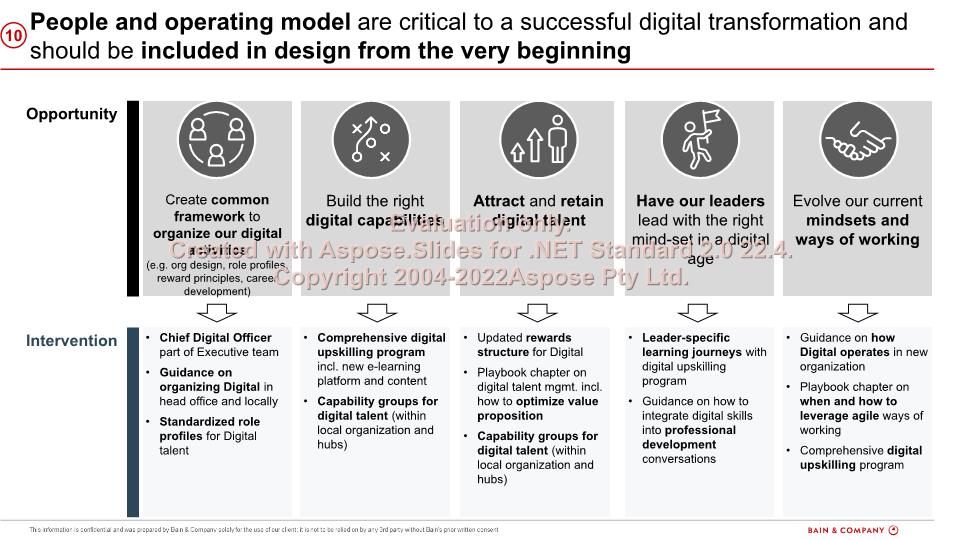 10
People and operating model are critical to a successful digital transformation and
should be included in design from the very beginning
Opportunity
Create common
framework to
organize our digital
activities
(e.g. org design, role profiles,
reward principles, career
development)
Build the right
digital capabilities
Attract and retain
digital talent
Have our leaders
lead with the right
mind-set in a digital
age
Evolve our current
mindsets and
ways of working
Evaluation only.
Created with Aspose.Slides for .NET Standard 2.0 22.4.
Copyright 2004-2022Aspose Pty Ltd.
Intervention
• Chief Digital Officer
part of Executive team
• Guidance on
organizing Digital in
head office and locally
• Standardized role
profiles for Digital
talent
• Comprehensive digital
upskilling program
incl. new e-learning
platform and content
• Capability groups for
digital talent (within
local organization and
hubs)
• Updated rewards
structure for Digital
• Playbook chapter on
digital talent mgmt. incl.
how to optimize value
proposition
• Capability groups for
digital talent (within
local organization and
hubs)
• Leader-specific
learning journeys with
digital upskilling
program
• Guidance on how to
integrate digital skills
into professional
development
conversations
• Guidance on how
Digital operates in new
organization
• Playbook chapter on
when and how to
leverage agile ways of
working
• Comprehensive digital
upskilling program
This information is confidential and was prepared by Bain & Company solely for the use of our client; it is not to be relied on by any 3rd party without Bain's prior written consent
BAIN & COMPANY